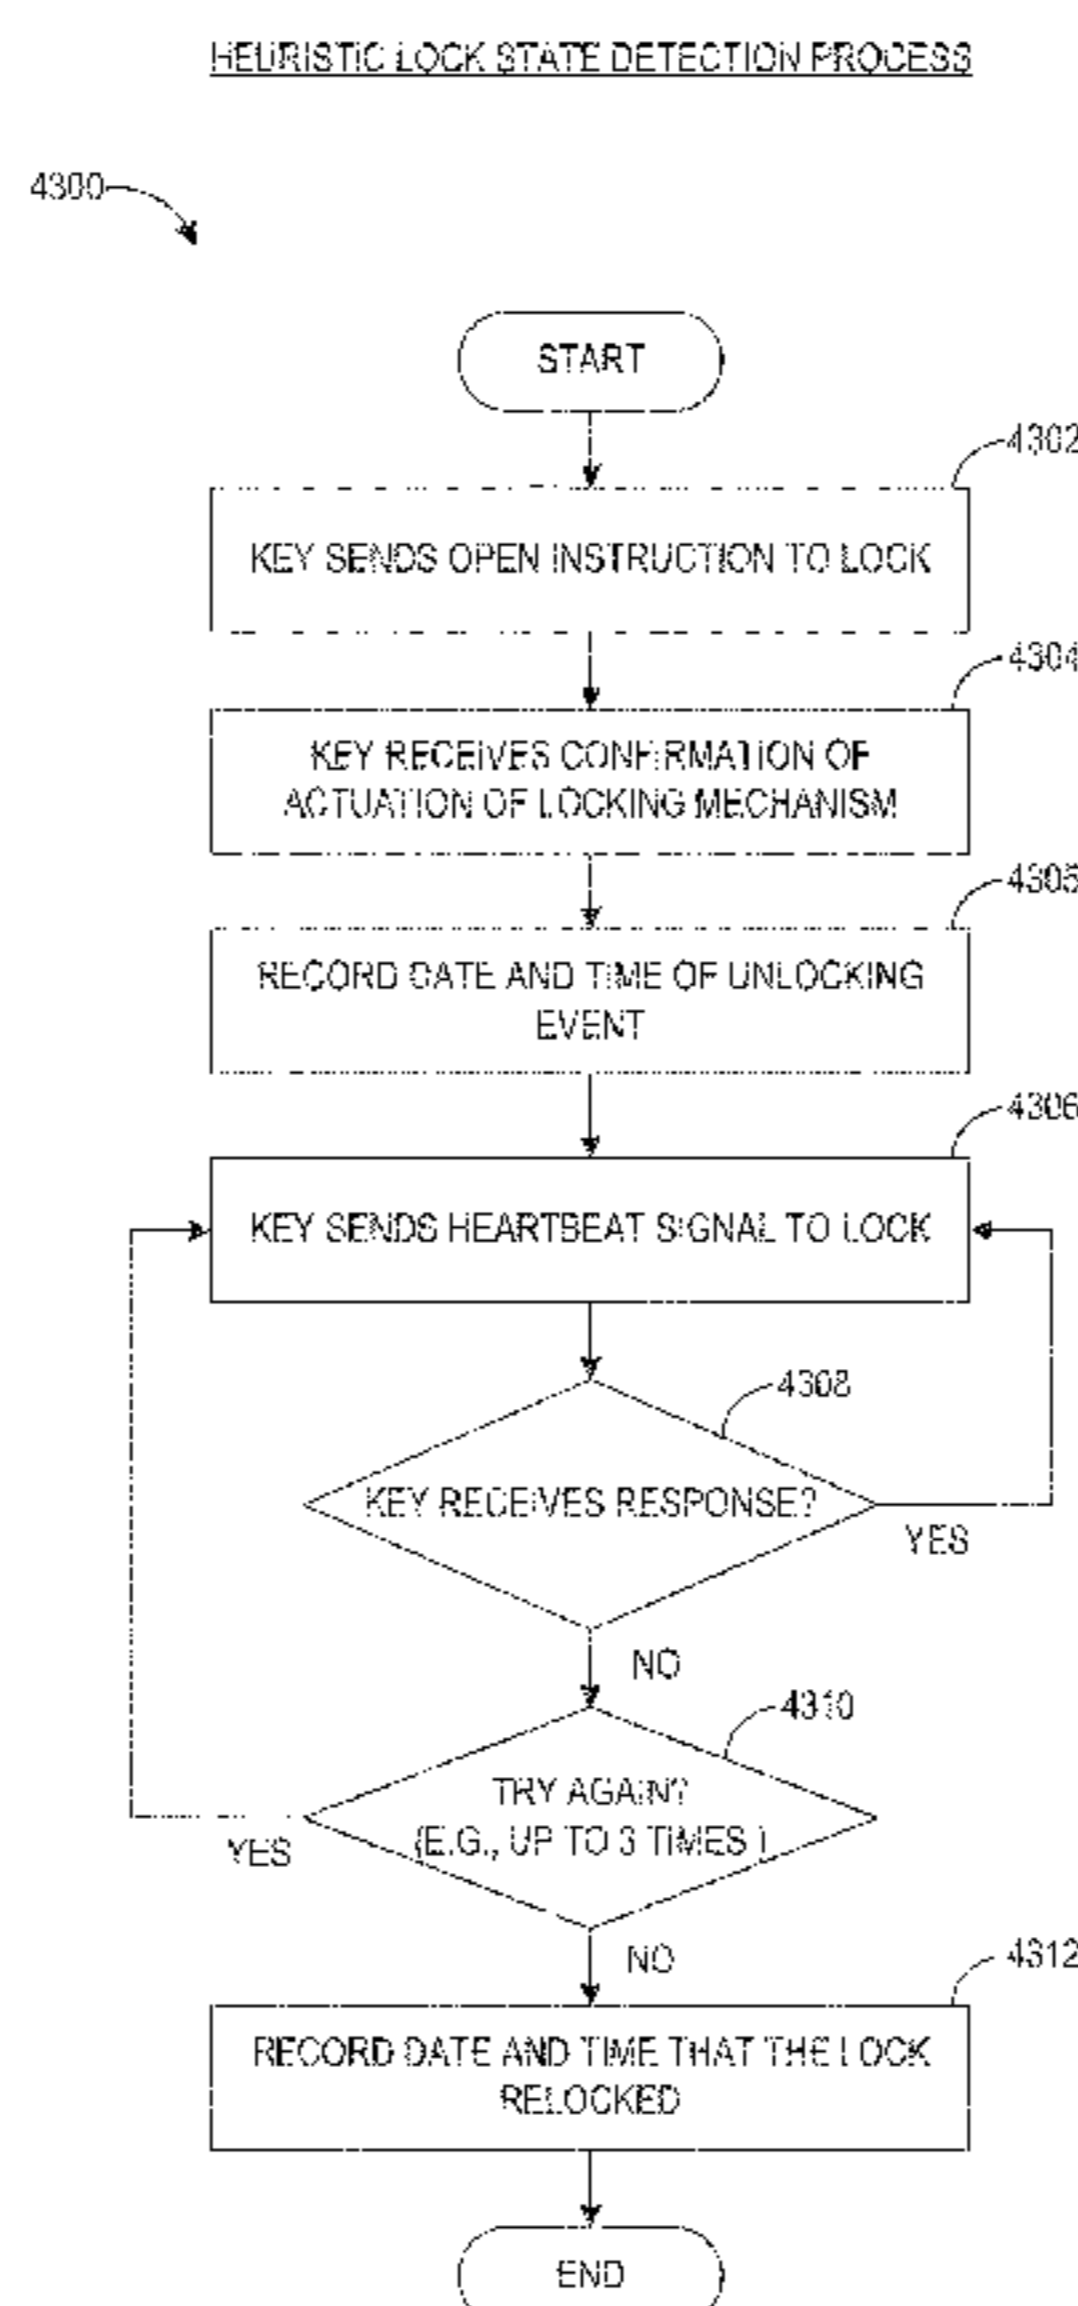 HEURISTIC LOCK STATE DETECTION PROCESS
4300
START
4302
KEY SENDS OPEN INSTRUCTION TO LOCK
4304
KEY RECEIVES CONFIRMATION OF
ACTUATION OF LOCKING MECHANISM
4305
RECORD DATE AND TIME OF UNLOCKING
EVENT
4306
KEY SENDS HEARTBEAT SIGNAL TO LOCK
4308
KEY RECEIVES RESPONSE?
YES
NO
4310
TRY AGAIN?
(E.G., UP TO 3 TIMES )
YES
NO
4312
RECORD DATE AND TIME THAT THE LOCK
RELOCKED
END